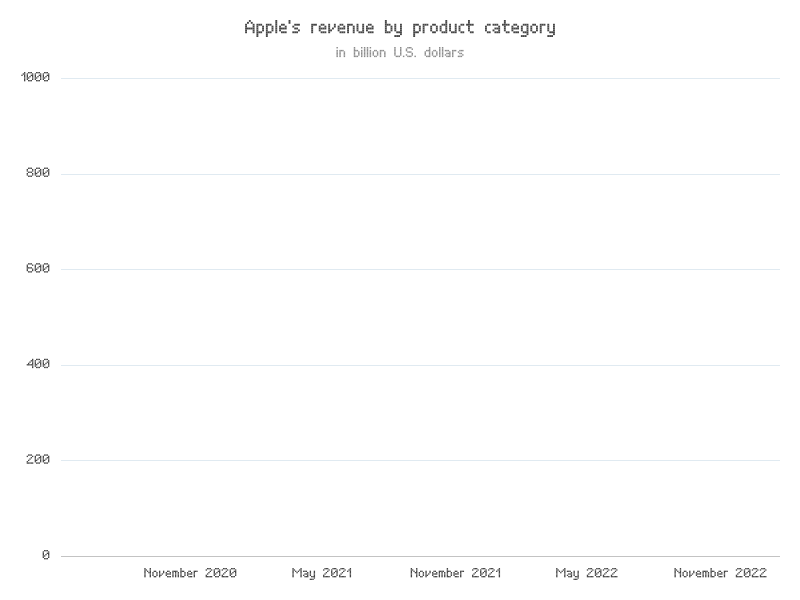 Apple's revenue by product category
in billion U.S. dollars
1000
800
600
400
200
0
November 2020 May 2021 November 2021 May 2022 November 2022